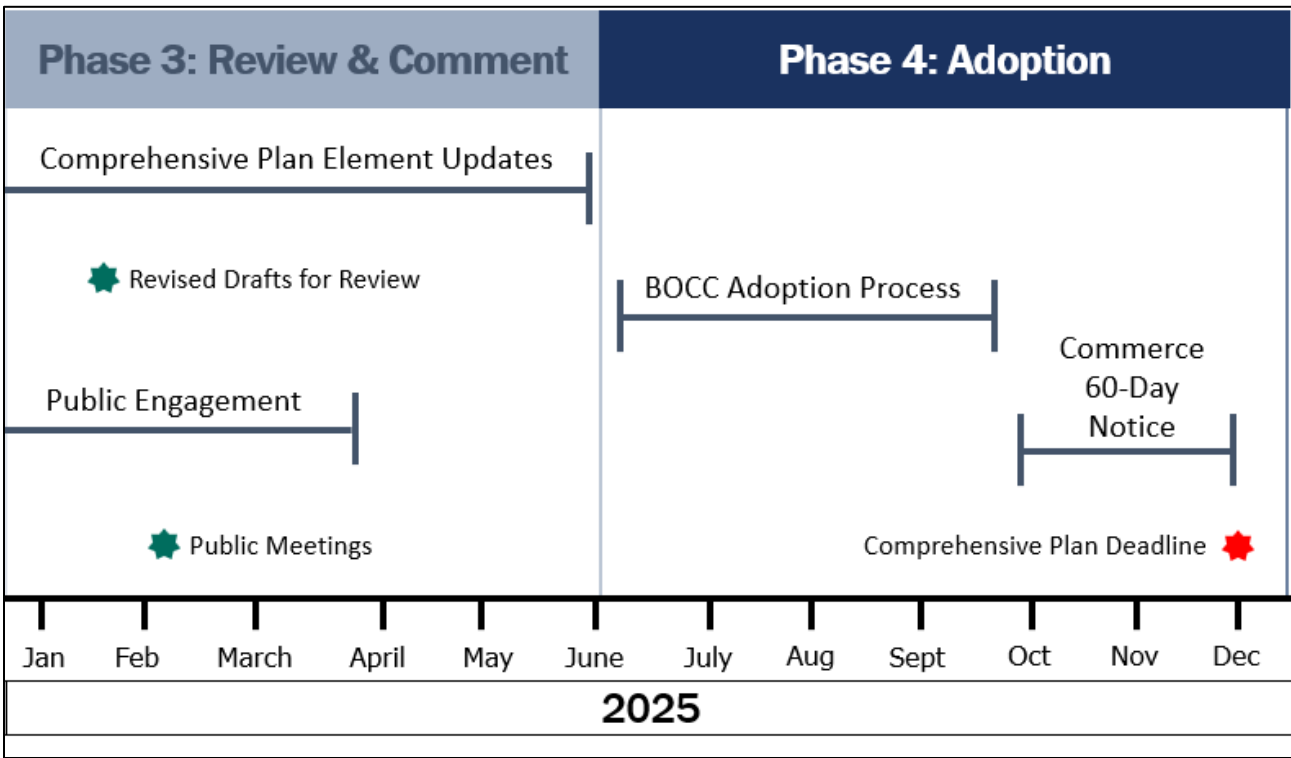 Phase 3: Review & Comment
Phase 4: Adoption
Comprehensive Plan Element Updates
Revised Drafts for Review
BOCC Adoption Process
Commerce
60-Day
Notice
Public Engagement
Public Meetings
Comprehensive Plan Deadline
Jan Feb March April May June July Aug Sept Oct Nov Dec
2025